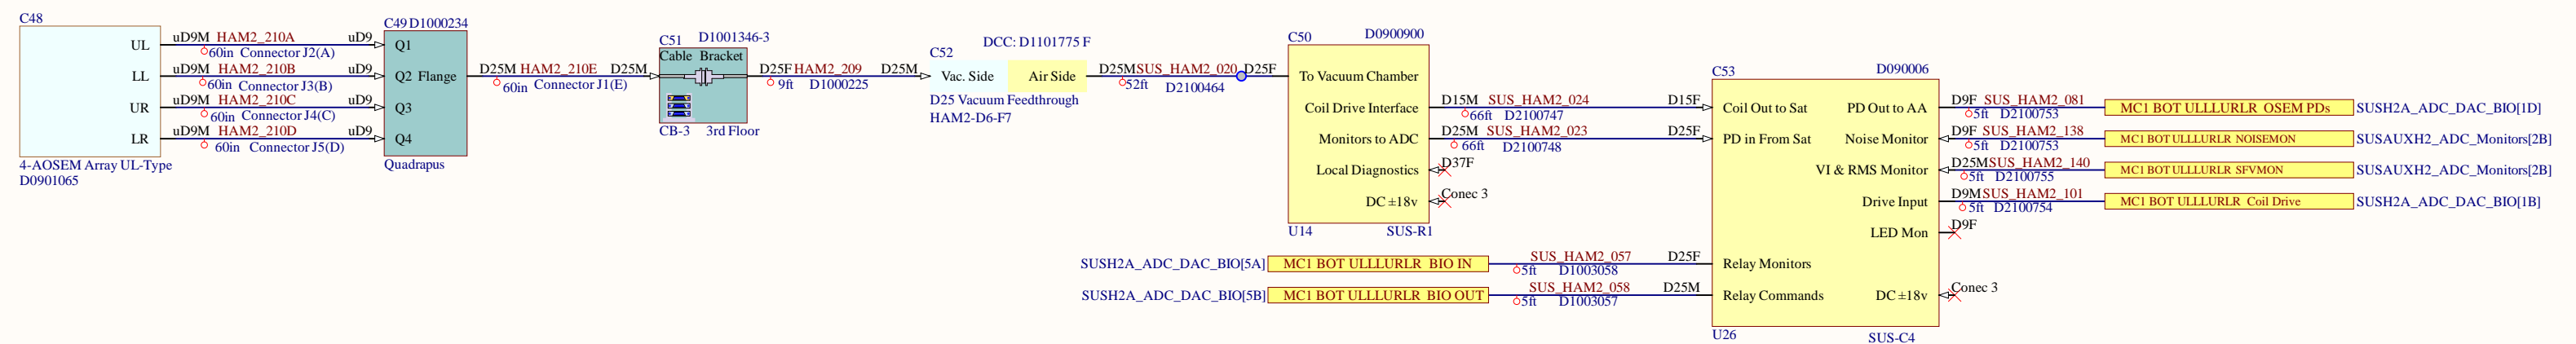 C48
UL
LL
UR
LR
4-AOSEM Array UL-Type
D0901065
uD9M HAM2_210A uD9
60in Connector J2(A)
uD9M HAM2_210B uD9
60in Connector J3(B)
uD9M HAM2_210C uD9
60in Connector J4(C)
uD9M HAM2_210D uD9
60in Connector J5(D)
C49 D1000234
Q1
Q2 Flange
Q3
Q4
Quadrapus
D25M HAM2_210E D25M
60in Connector J1(E)
C51 D1001346-3
Cable Bracket
CB-3 3rd Floor
D25F HAM2_209 D25M
9ft D1000225
DCC: D1101775 F
C52
Vac. Side Air Side
D25 Vacuum Feedthrough
HAM2-D6-F7
D25M SUS_HAM2_020 D25F
52ft D2100464
C50 D0900900
To Vacuum Chamber
Coil Drive Interface
Monitors to ADC
Local Diagnostics
DC ±18v
U14 SUS-R1
D15M SUS_HAM2_024 D15F
66ft D2100747
D25M SUS_HAM2_023 D25F
66ft D2100748
D37F
Conec 3
SUSH2A_ADC_DAC_BIO[5A] MC1 BOT ULLLURLR BIO IN SUS_HAM2_057 D25F
5ft D1003058
SUSH2A_ADC_DAC_BIO[5B] MC1 BOT ULLLURLR BIO OUT SUS_HAM2_058 D25M
5ft D1003057
C53 D090006
Coil Out to Sat PD Out to AA
PD in From Sat Noise Monitor
VI & RMS Monitor
Drive Input
LED Mon
Relay Monitors
Relay Commands DC ±18v
U26 SUS-C4
D9F SUS_HAM2_081 MC1 BOT ULLLURLR OSEM PDs SUSH2A_ADC_DAC_BIO[1D]
5ft D2100753
D9F SUS_HAM2_138 MC1 BOT ULLLURLR NOISEMON SUSAUXH2_ADC_Monitors[2B]
5ft D2100753
D25M SUS_HAM2_140 MC1 BOT ULLLURLR SFVMON SUSAUXH2_ADC_Monitors[2B]
5ft D2100755
D9M SUS_HAM2_101 MC1 BOT ULLLURLR Coil Drive SUSH2A_ADC_DAC_BIO[1B]
5ft D2100754
D9F
Conec 3